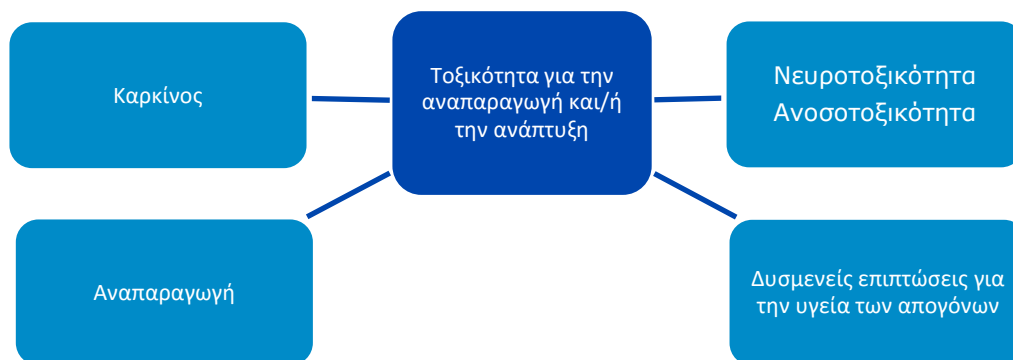 Καρκίνος
Τοξικότητα για την
αναπαραγωγή και/ή
την ανάπτυξη
Νευροτοξικότητα
Ανοσοτοξικότητα
Αναπαραγωγή
Δυσμενείς επιπτώσεις για
την υγεία των απογόνων